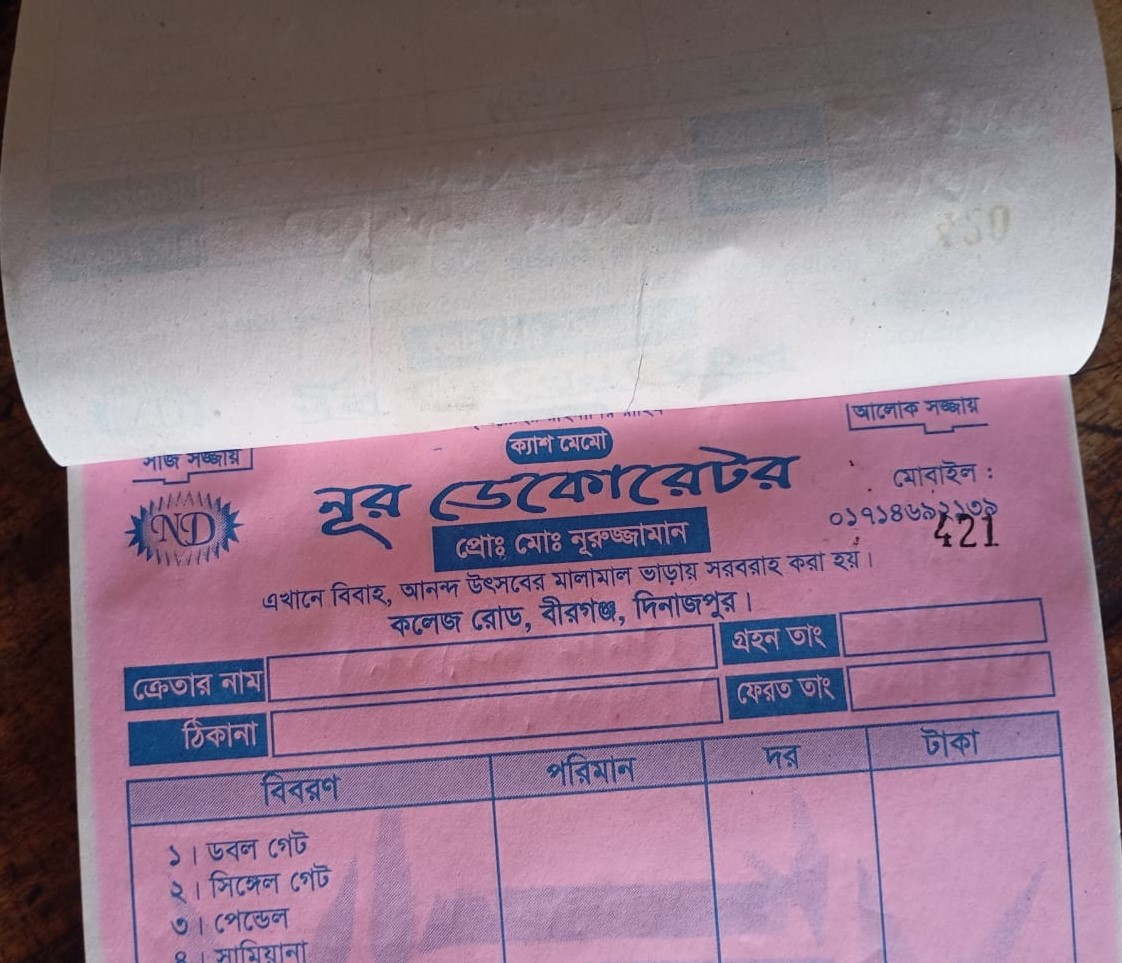 ক্যাশ মেমো
সাজ সজ্জায়
আলোক সজ্জায়
ND
নূর ডেকোরেটর
মোবাইল :
প্রোঃ মোঃ নূরুজ্জামান
421
এখানে বিবাহ, আনন্দ উৎসবের মালামাল ভাড়ায় সরবরাহ করা হয়।
কলেজ রোড, বীরগঞ্জ, দিনাজপুর।
ক্রেতার নাম
গ্রহন তাং
ঠিকানা
ফেরত তাং
বিবরণ পরিমান দর টাকা
১। ডবল গেট
২। সিঙ্গেল গেট
৩। পেন্ডেল
৪। সামিয়ানা